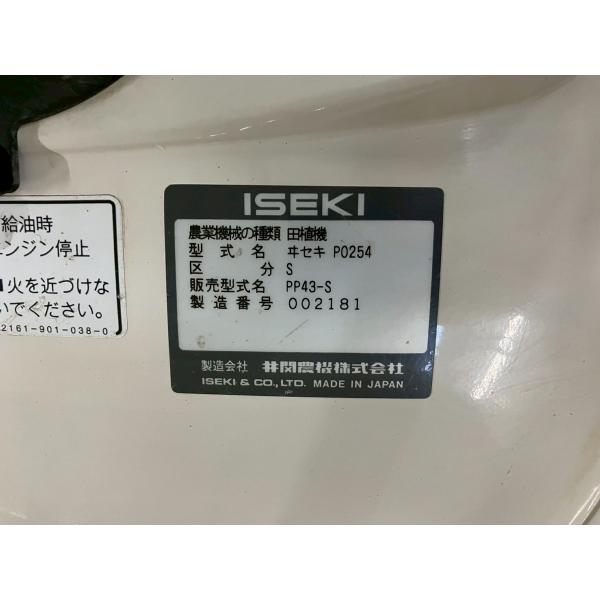 給油時
ンジン停止
火を近づけな
いでください。
2161-901-038-0
ISEKI
農業機械の種類 田植機
型式名 ヰセキ P0254
区分 S
販売型式名 PP43-S
製造番号 002181
製造会社 井関農機株式会社
ISEKI & CO., LTD. MADE IN JAPAN